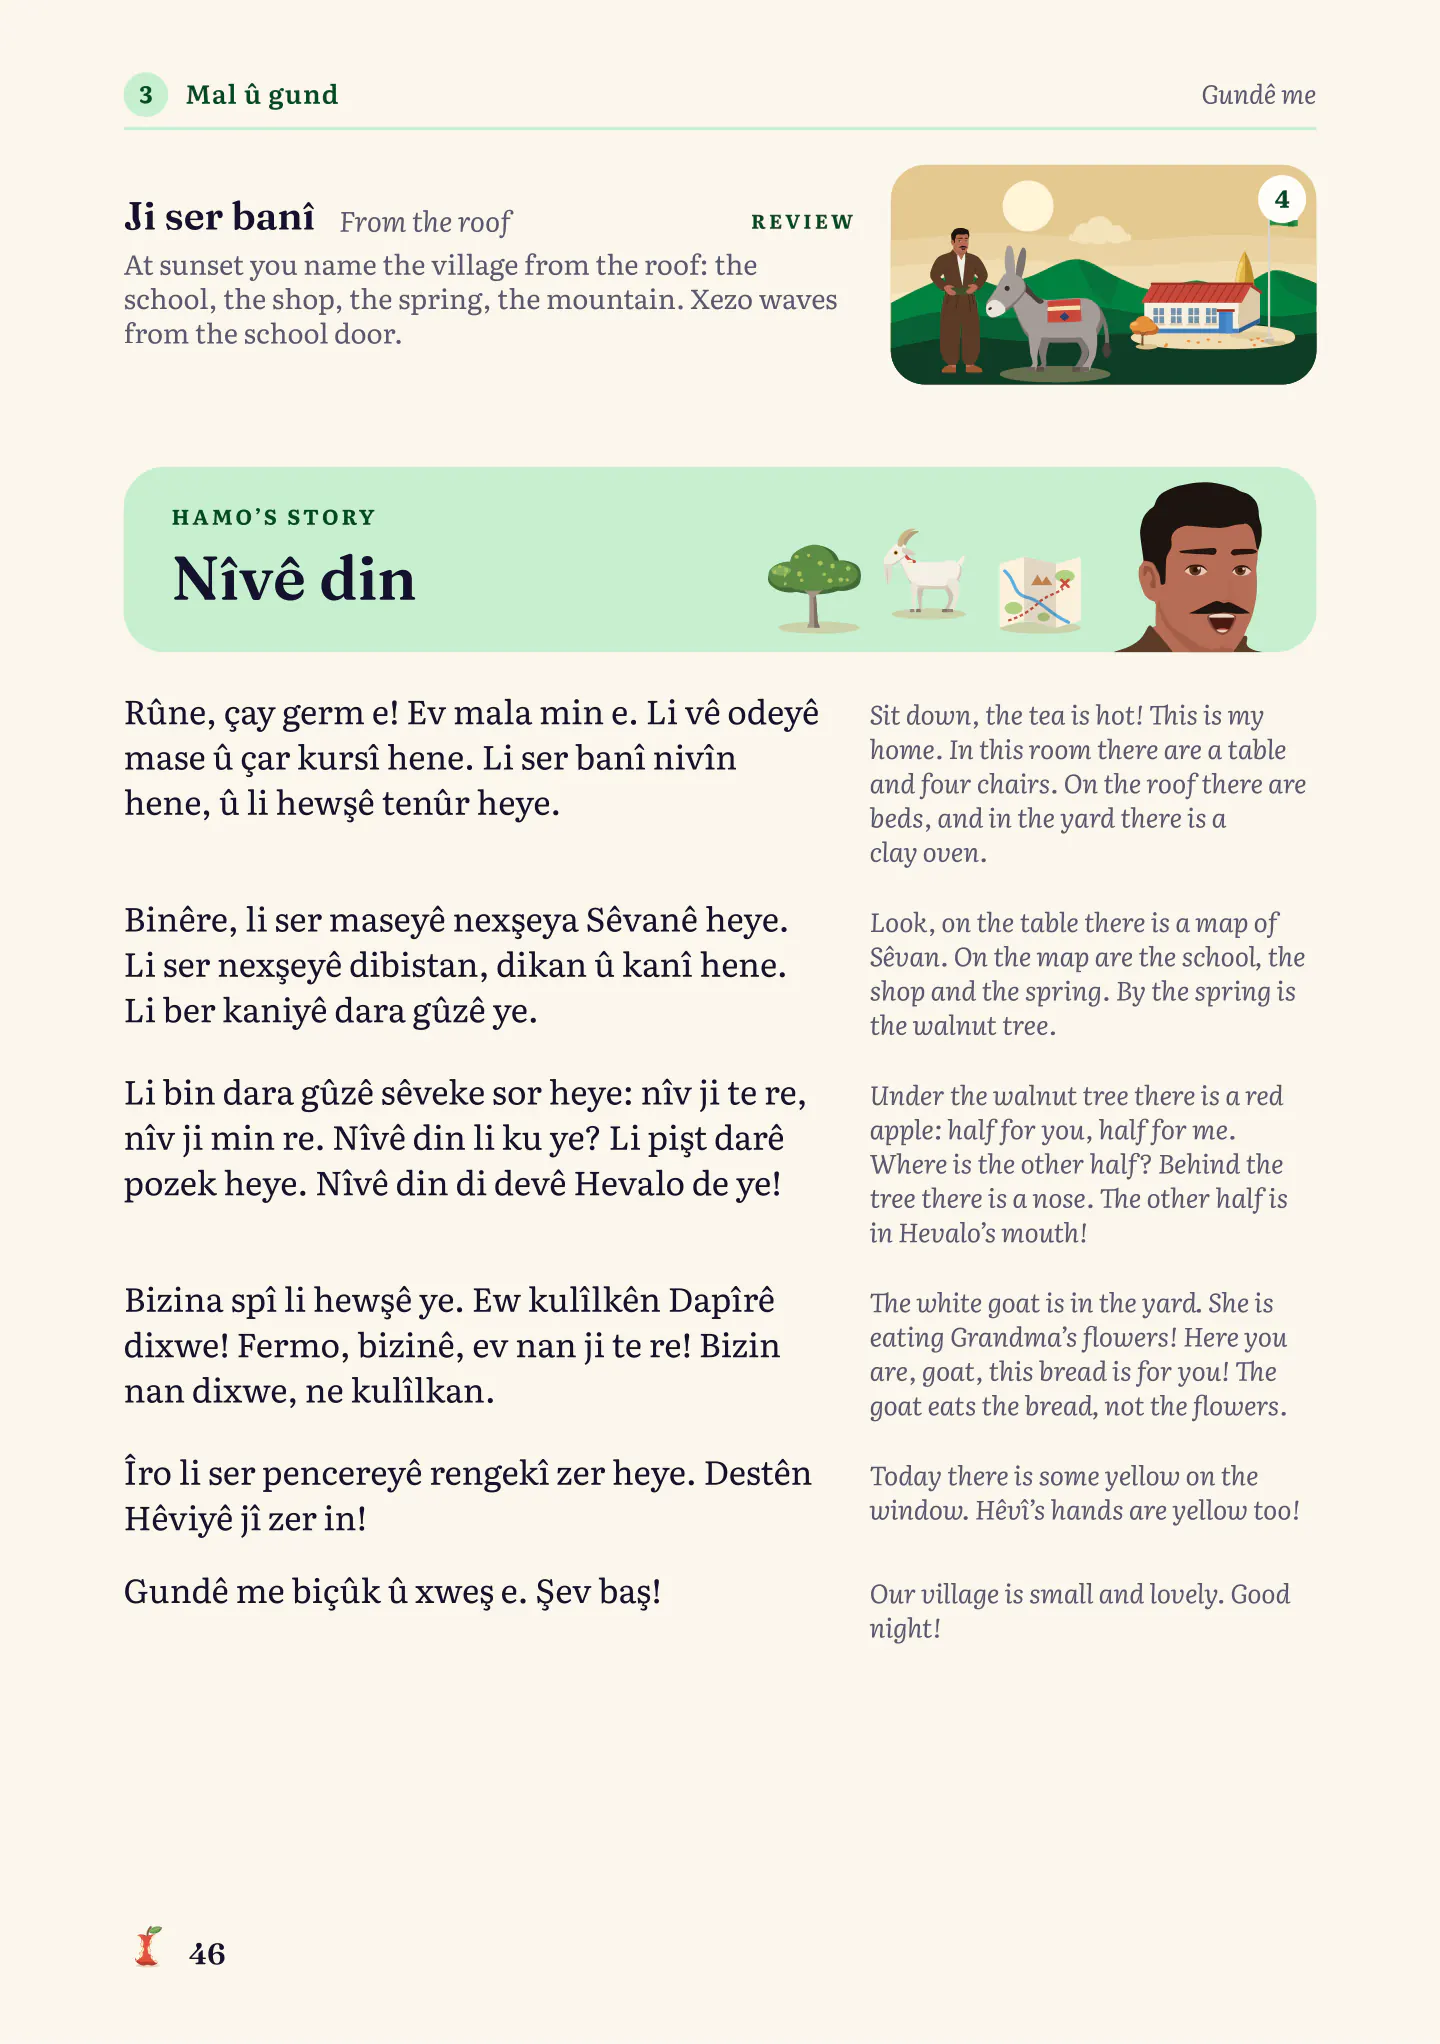 3 Mal û gund
Gundê me
Ji ser banî From the roof
REVIEW
At sunset you name the village from the roof: the
school, the shop, the spring, the mountain. Xezo waves
from the school door.
4
HAMO’S STORY
Nîvê din
Rûne, çay germ e! Ev mala min e. Li vê odeyê
mase û çar kursî hene. Li ser banî nivîn
hene, û li hewşê tenûr heye.
Sit down, the tea is hot! This is my
home. In this room there are a table
and four chairs. On the roof there are
beds, and in the yard there is a
clay oven.
Binêre, li ser maseyê nexşeya Sêvanê heye.
Li ser nexşeyê dibistan, dikan û kanî hene.
Li ber kaniyê dara gûzê ye.
Look, on the table there is a map of
Sêvan. On the map are the school, the
shop and the spring. By the spring is
the walnut tree.
Li bin dara gûzê sêveke sor heye: nîv ji te re,
nîv ji min re. Nîvê din li ku ye? Li pişt darê
pozek heye. Nîvê din di devê Hevalo de ye!
Under the walnut tree there is a red
apple: half for you, half for me.
Where is the other half? Behind the
tree there is a nose. The other half is
in Hevalo’s mouth!
Bizina spî li hewşê ye. Ew kulîlkên Dapîrê
dixwe! Fermo, bizinê, ev nan ji te re! Bizin
nan dixwe, ne kulîlkan.
The white goat is in the yard. She is
eating Grandma’s flowers! Here you
are, goat, this bread is for you! The
goat eats the bread, not the flowers.
Îro li ser pencereyê rengekî zer heye. Destên
Hêviyê jî zer in!
Today there is some yellow on the
window. Hêvî’s hands are yellow too!
Gundê me biçûk û xweş e. Şev baş!
Our village is small and lovely. Good
night!
46